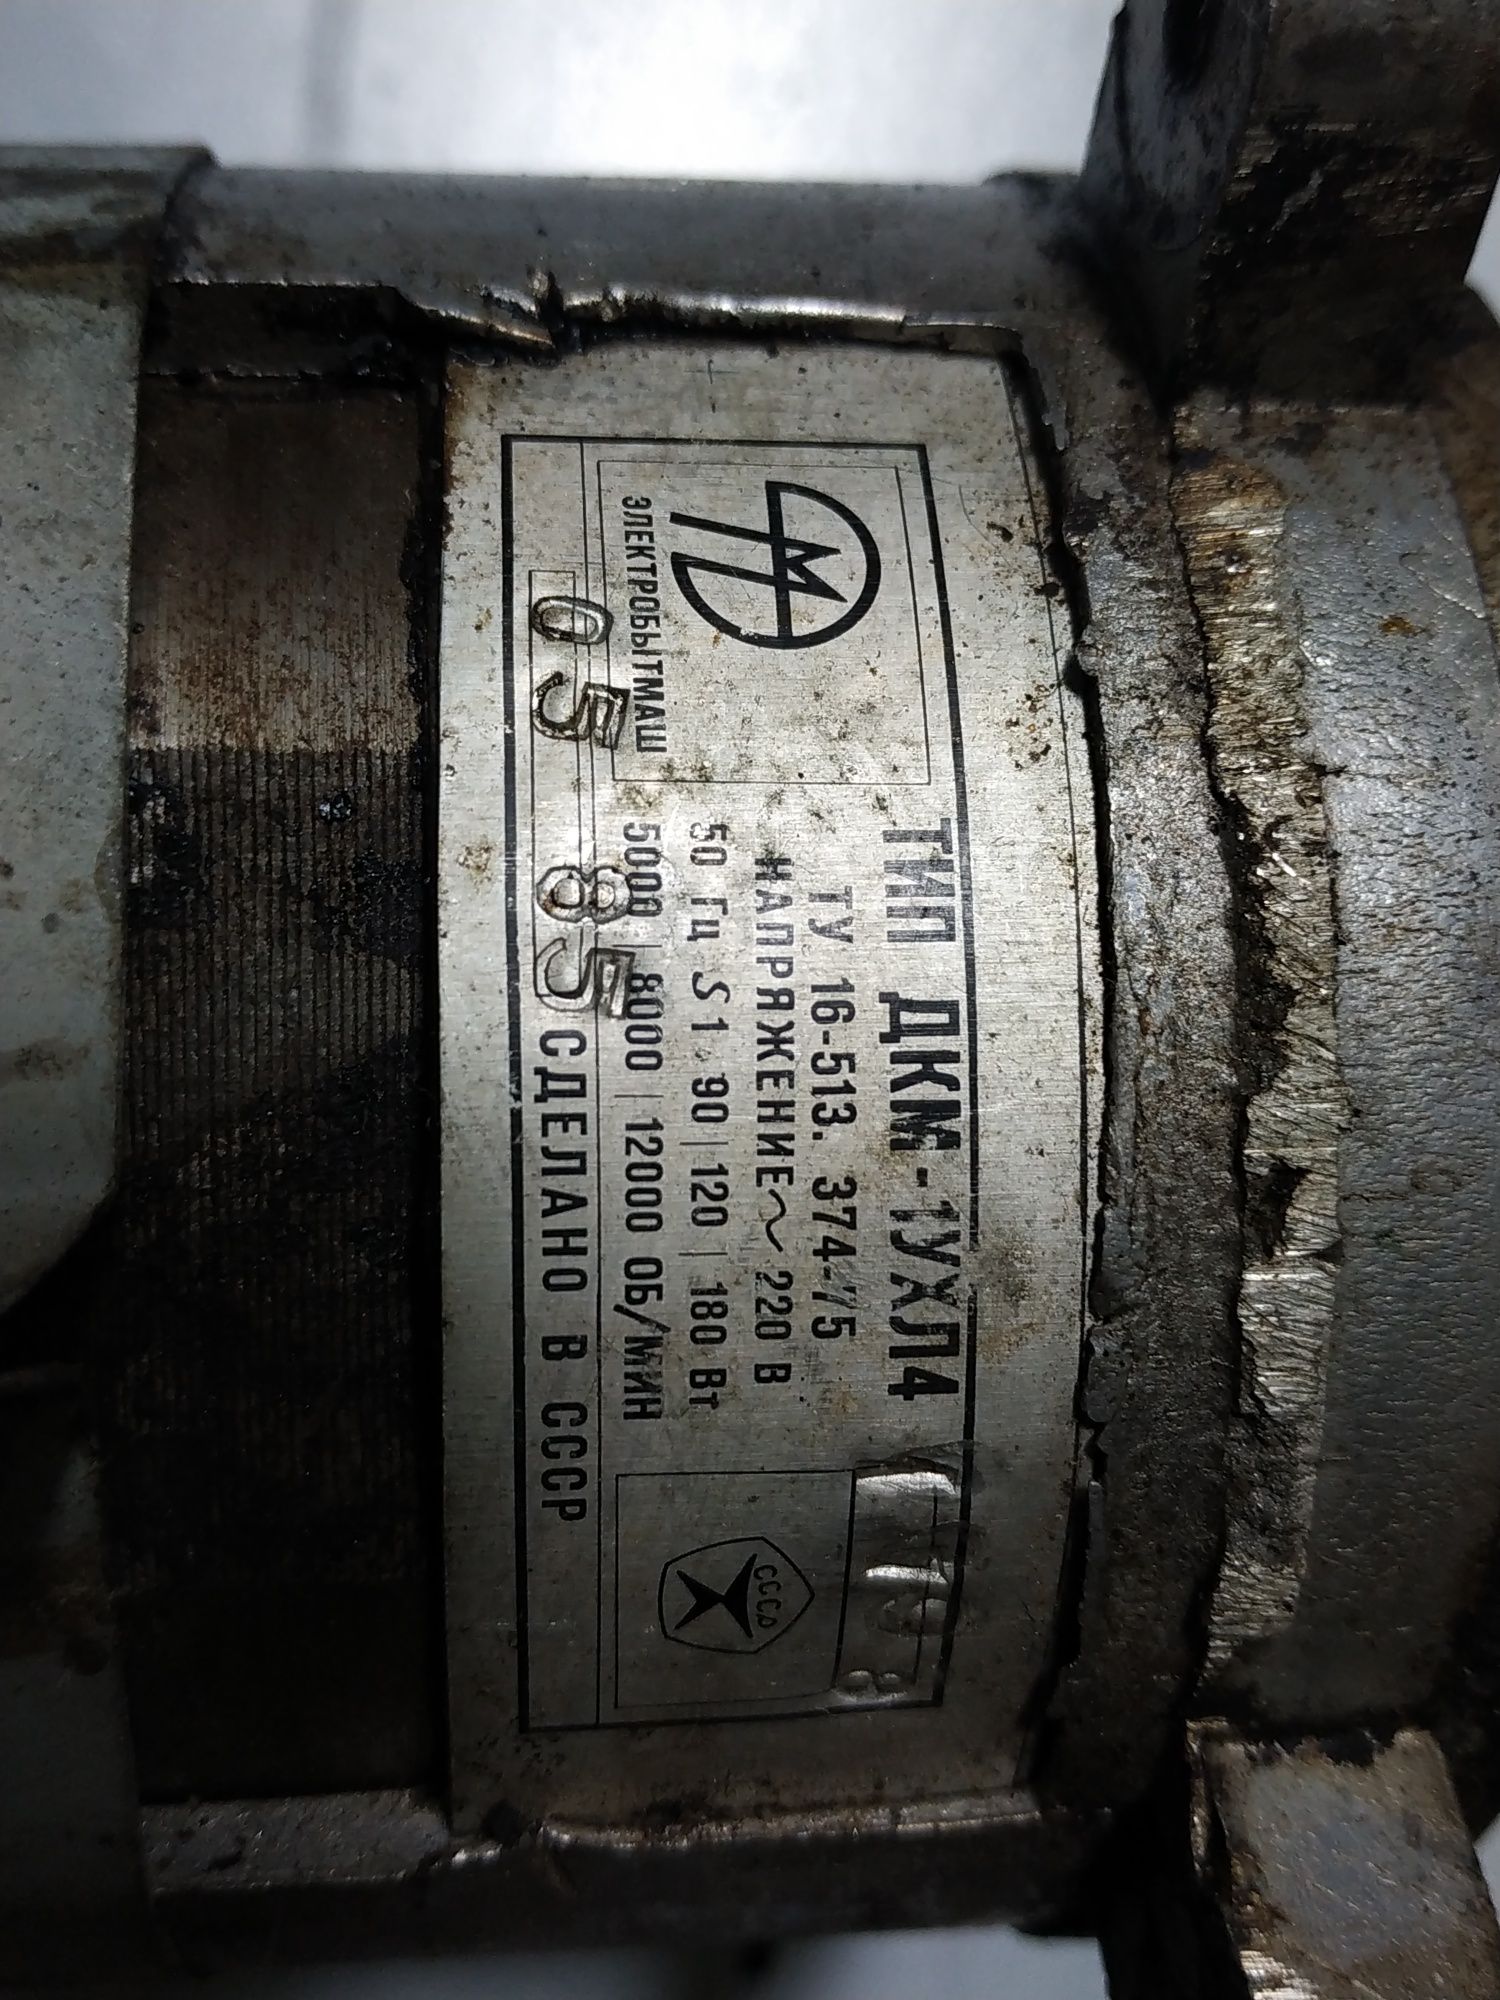 ЭЛЕКТРОБЫТМАШ
ТИП ДКМ-1УХЛ4
ТУ 16-513. 374-75
НАПРЯЖЕНИЕ~220 В
50 Гц S1 90|120|180 Вт
5000|8000|12000 ОБ/МИН
05 85
СДЕЛАНО В СССР
СССР